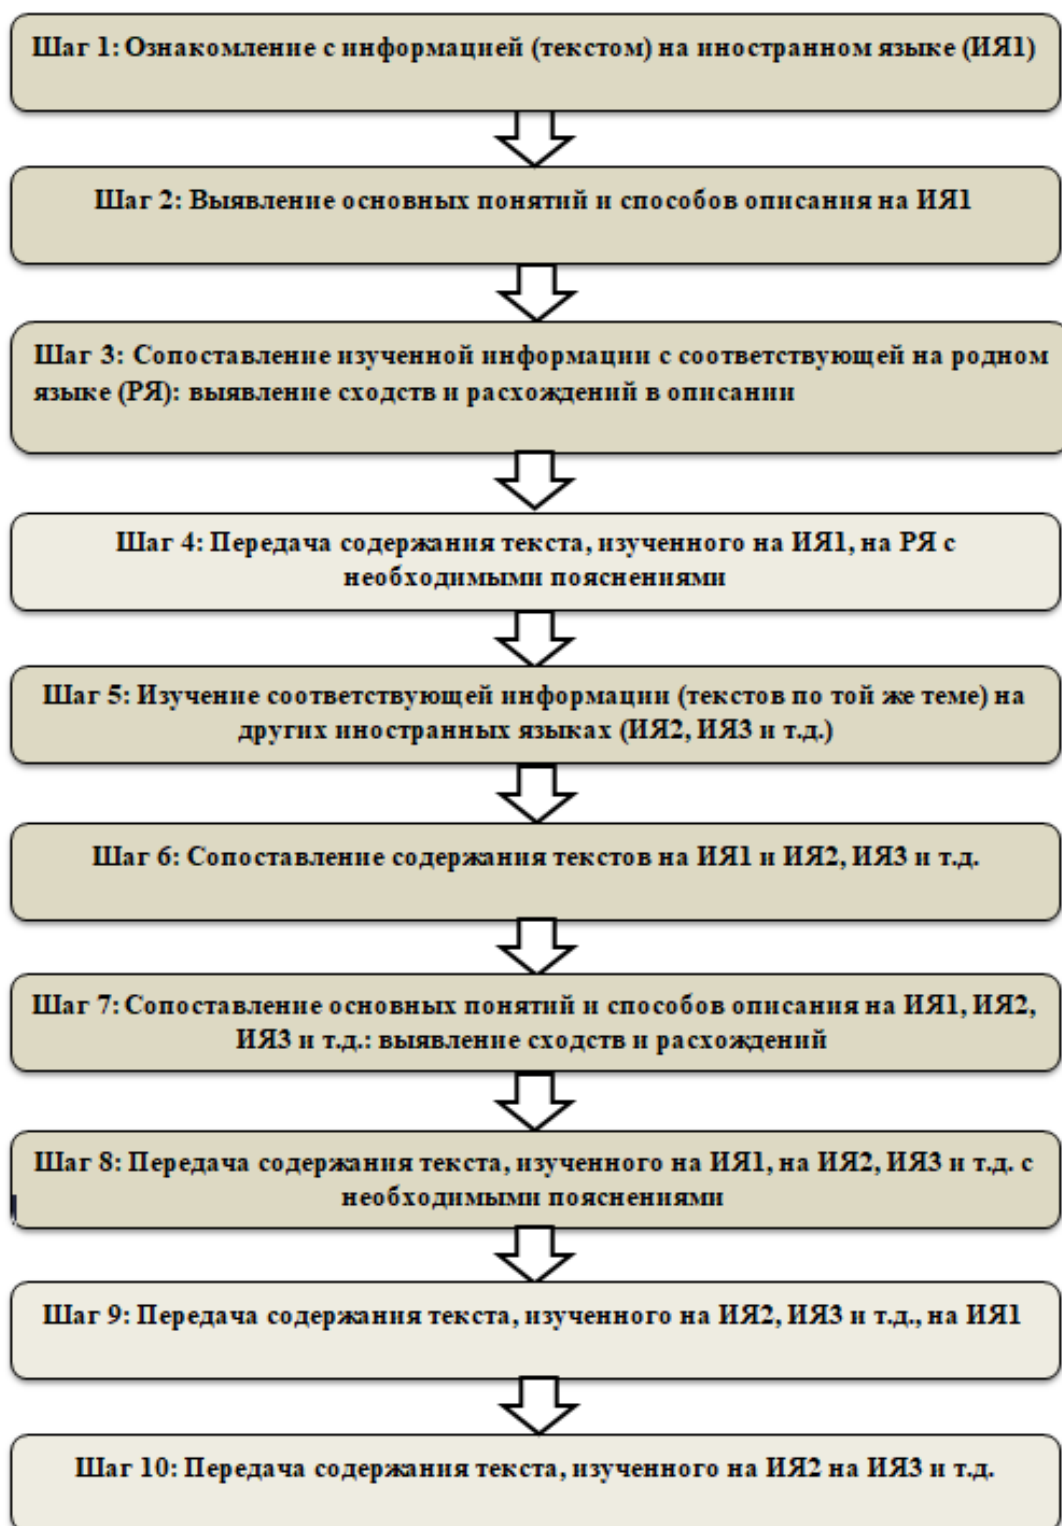 Шаг 1: Ознакомление с информацией (текстом) на иностранном языке (ИЯ1)
Шаг 2: Выявление основных понятий и способов описания на ИЯ1
Шаг 3: Сопоставление изученной информации с соответствующей на родном
языке (РЯ): выявление сходств и расхождений в описании
Шаг 4: Передача содержания текста, изученного на ИЯ1, на РЯ с
необходимыми пояснениями
Шаг 5: Изучение соответствующей информации (текстов по той же теме) на
других иностранных языках (ИЯ2, ИЯ3 и т.д.)
Шаг 6: Сопоставление содержания текстов на ИЯ1 и ИЯ2, ИЯ3 и т.д.
Шаг 7: Сопоставление основных понятий и способов описания на ИЯ1, ИЯ2,
ИЯ3 и т.д.: выявление сходств и расхождений
Шаг 8: Передача содержания текста, изученного на ИЯ1, на ИЯ2, ИЯ3 и т.д. с
необходимыми пояснениями
Шаг 9: Передача содержания текста, изученного на ИЯ2, ИЯ3 и т.д., на ИЯ1
Шаг 10: Передача содержания текста, изученного на ИЯ2 на ИЯ3 и т.д.